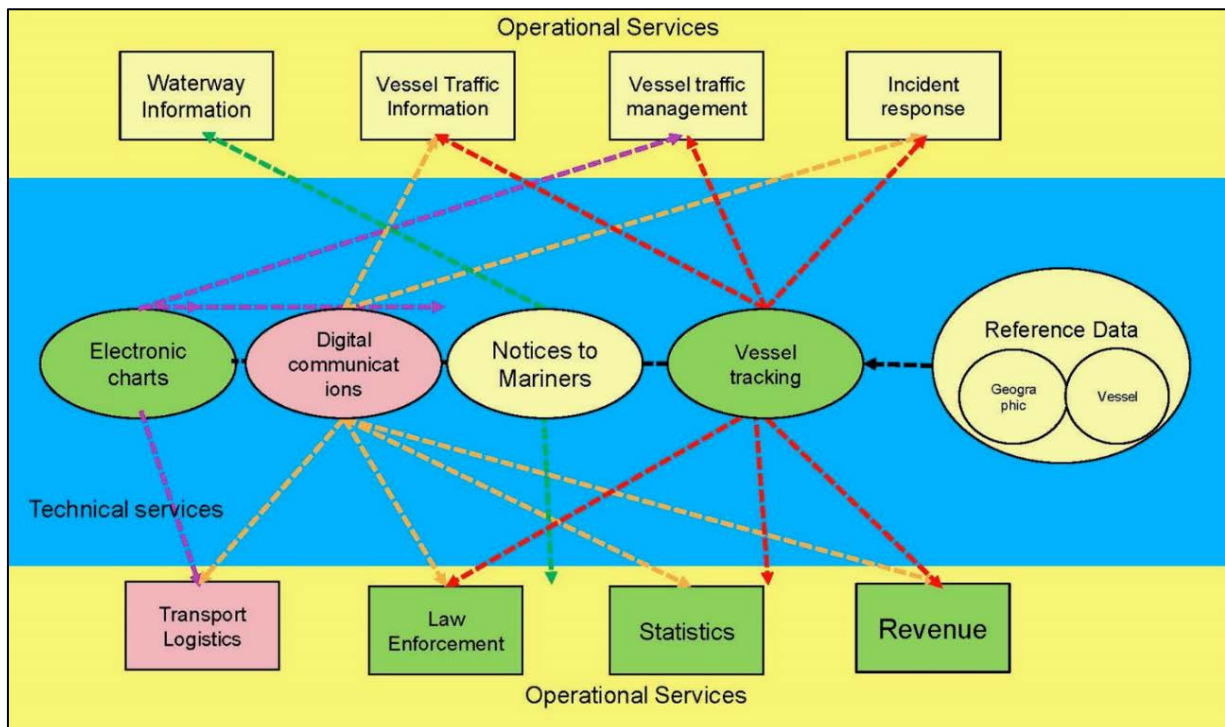 Operational Services
Waterway
Information
Vessel Traffic
Information
Vessel traffic
management
Incident
response
Electronic
charts
Digital
communicat
ions
Notices to
Mariners
Vessel
tracking
Reference Data
Geogra
phic
Vessel
Technical services
Transport
Logistics
Law
Enforcement
Statistics
Revenue
Operational Services